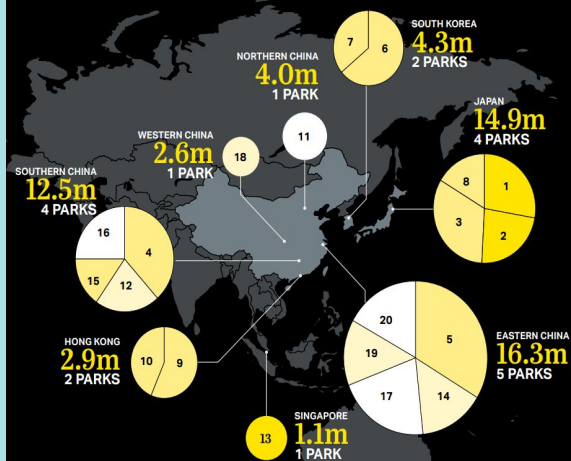 SOUTH KOREA
4.3m
2 PARKS
7
6
NORTHERN CHINA
4.0m
1 PARK
11
JAPAN
14.9m
4 PARKS
8
1
3
2
WESTERN CHINA
2.6m
1 PARK
18
SOUTHERN CHINA
12.5m
4 PARKS
16
4
15
12
HONG KONG
2.9m
2 PARKS
10
9
20
5
19
17
14
EASTERN CHINA
16.3m
5 PARKS
13
SINGAPORE
1.1m
1 PARK